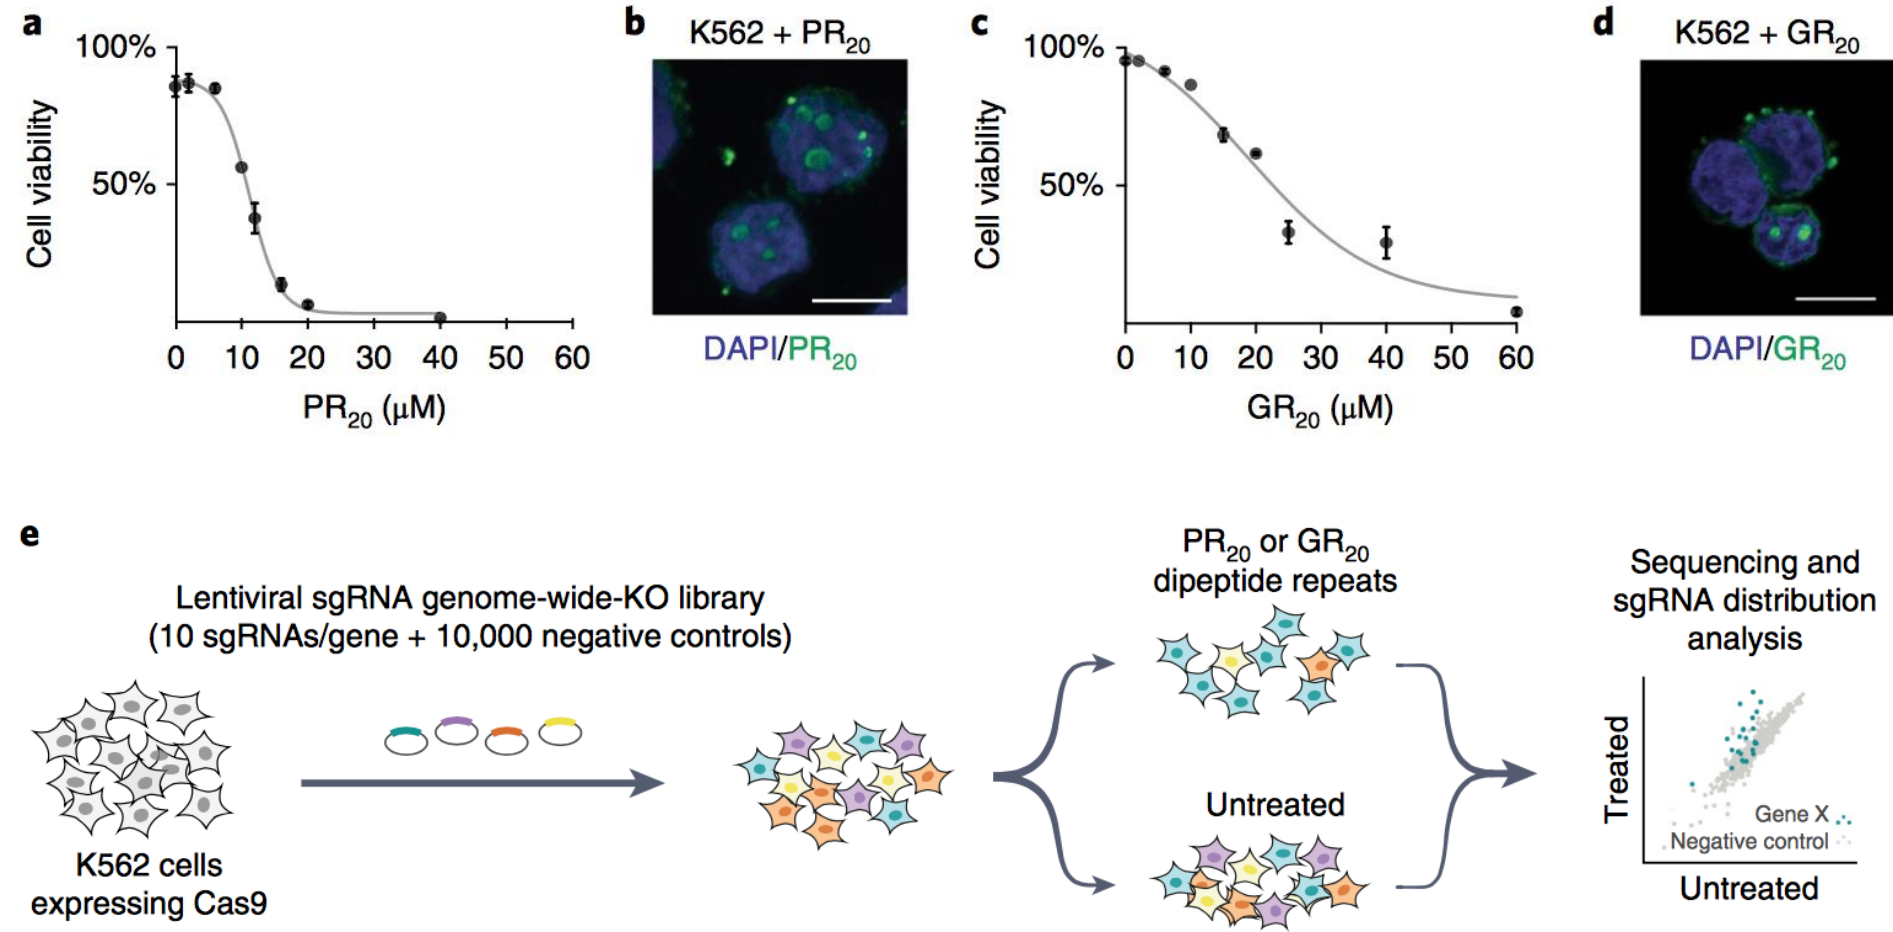 a
100%
50%
Cell viability
0 10 20 30 40 50 60
PR20 (μM)
b
K562 + PR20
DAPI/PR20
c
100%
50%
Cell viability
0 10 20 30 40 50 60
GR20 (μM)
d
K562 + GR20
DAPI/GR20
e
Lentiviral sgRNA genome-wide-KO library
(10 sgRNAs/gene + 10,000 negative controls)
K562 cells
expressing Cas9
PR20 or GR20
dipeptide repeats
Untreated
Sequencing and
sgRNA distribution
analysis
Treated
Gene X
Negative control
Untreated